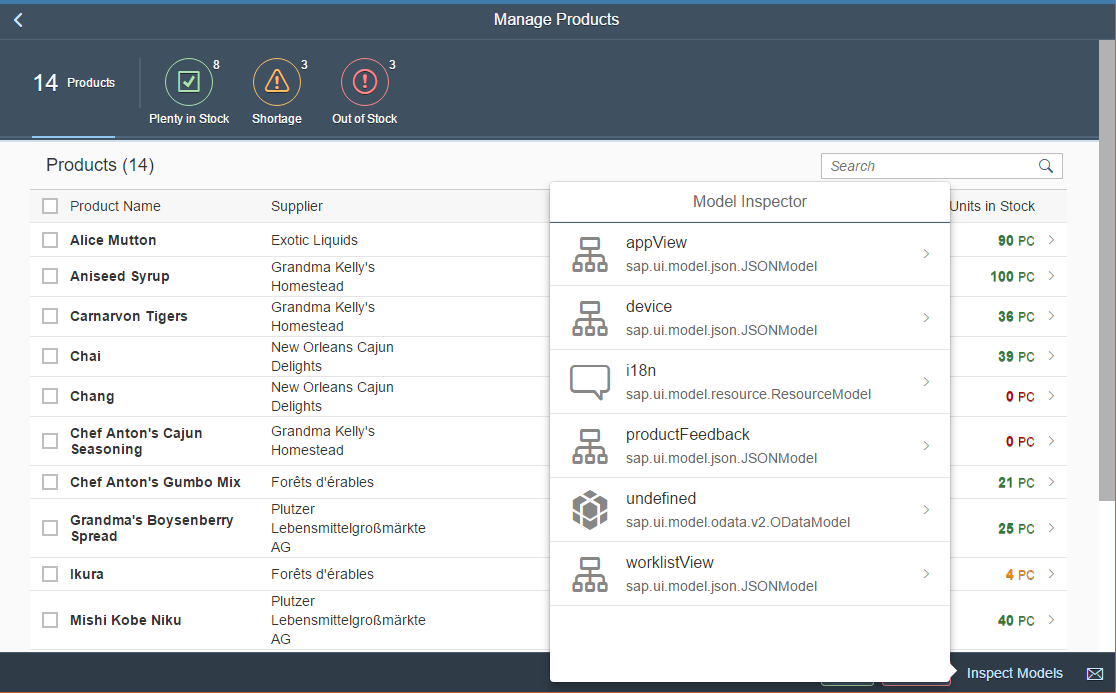 Manage Products
14 Products
8
Plenty in Stock
3
Shortage
3
Out of Stock
Products (14)
Search
Product Name Supplier Units in Stock
Alice Mutton Exotic Liquids 90 PC
Aniseed Syrup Grandma Kelly's
Homestead 100 PC
Carnarvon Tigers Grandma Kelly's
Homestead 36 PC
Chai New Orleans Cajun
Delights 39 PC
Chang New Orleans Cajun
Delights 0 PC
Chef Anton's Cajun
Seasoning
Grandma Kelly's
Homestead 0 PC
Chef Anton's Gumbo Mix Forêts d'érables 21 PC
Grandma's Boysenberry
Spread
Plutzer
Lebensmittelgroßmärkte
AG 25 PC
Ikura Forêts d'érables 4 PC
Mishi Kobe Niku Plutzer
Lebensmittelgroßmärkte
AG 40 PC
Model Inspector
appView
sap.ui.model.json.JSONModel
device
sap.ui.model.json.JSONModel
i18n
sap.ui.model.resource.ResourceModel
productFeedback
sap.ui.model.json.JSONModel
undefined
sap.ui.model.odata.v2.ODataModel
worklistView
sap.ui.model.json.JSONModel
Inspect Models